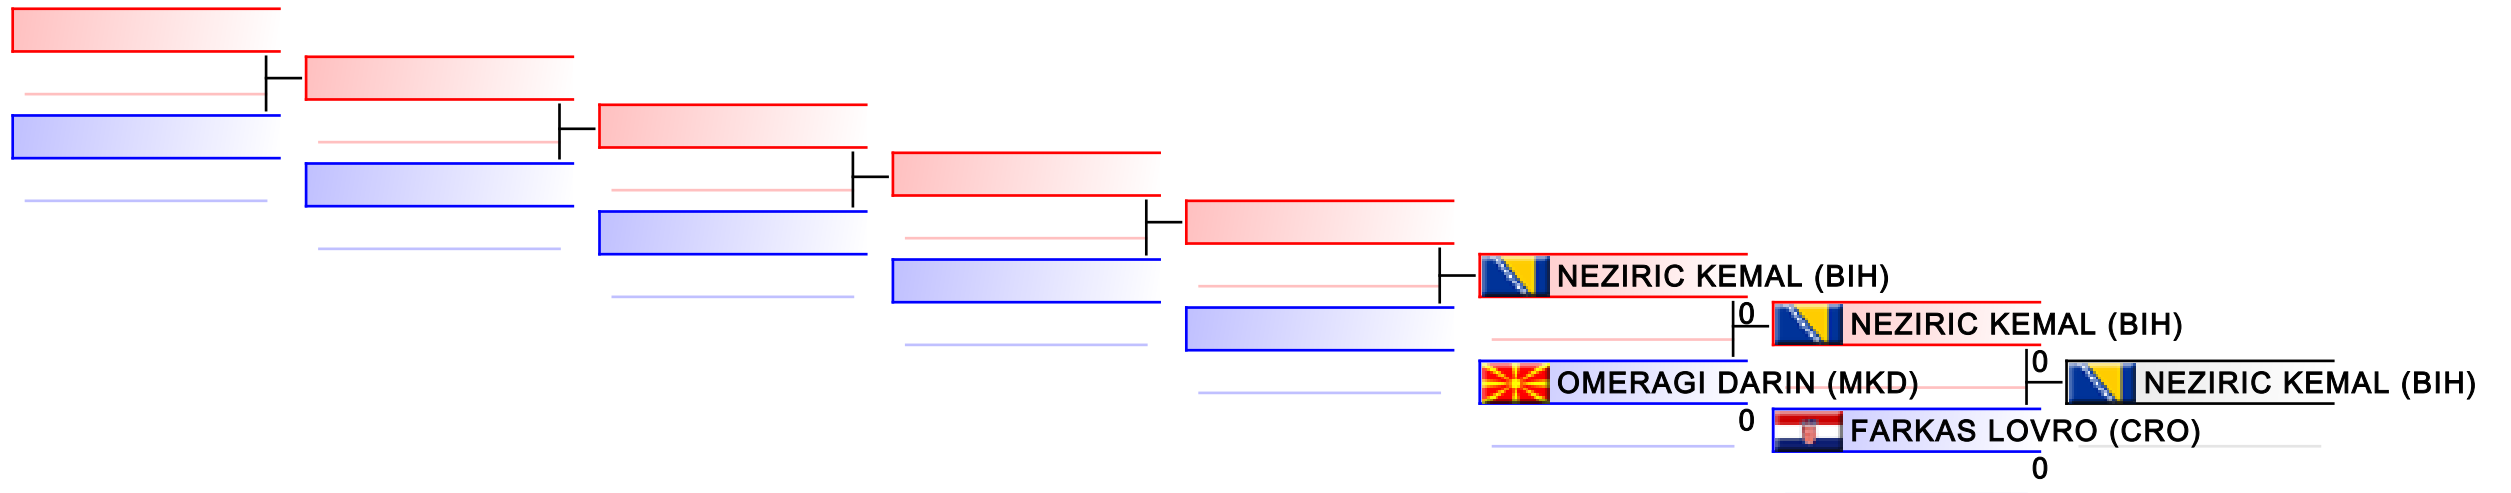 NEZIRIC KEMAL (BIH)
0
NEZIRIC KEMAL (BIH)
0
OMERAGI DARIN (MKD)
0
NEZIRIC KEMAL (BIH)
FARKAS LOVRO (CRO)
0